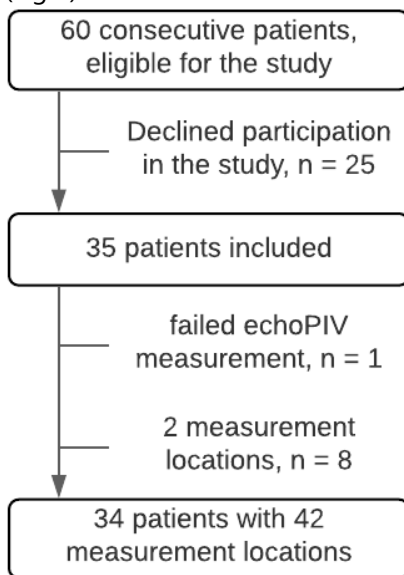 60 consecutive patients,
eligible for the study
Declined participation
in the study, n = 25
35 patients included
failed echoPIV
measurement, n = 1
2 measurement
locations, n = 8
34 patients with 42
measurement locations